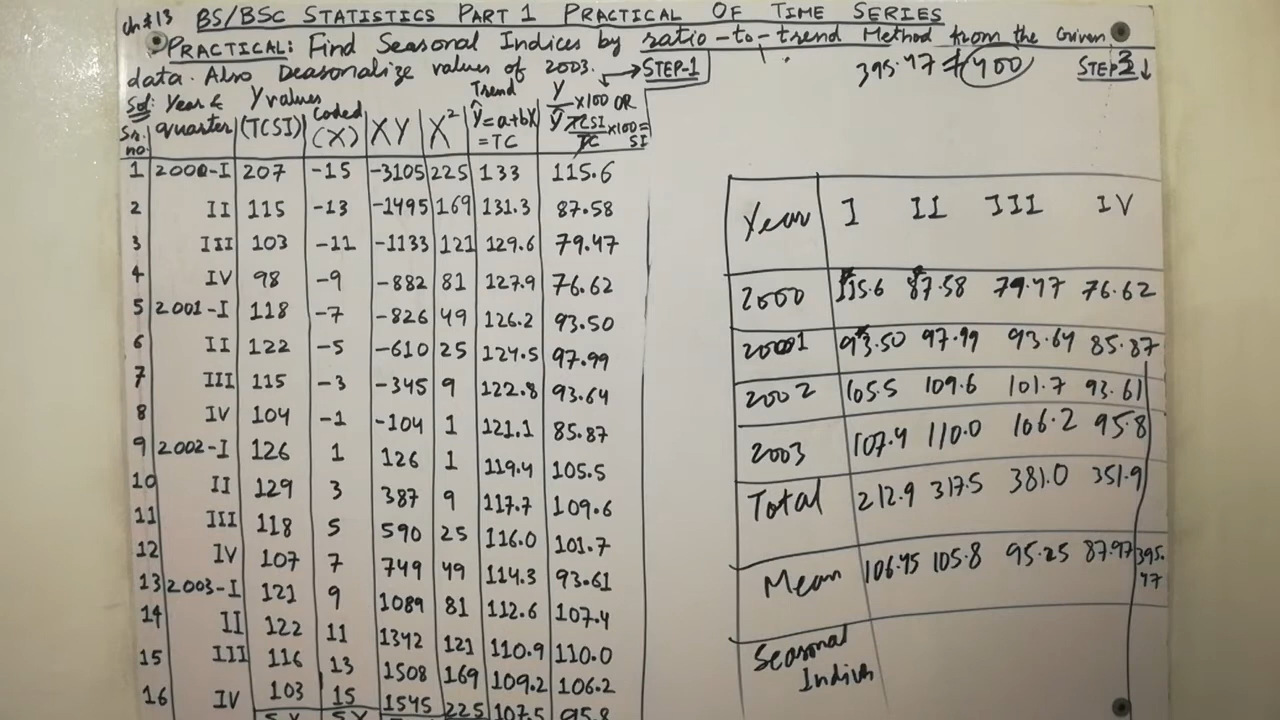 ch # 13 BS/BSC STATISTICS PART 1 PRACTICAL OF TIME SERIES
PRACTICAL: Find Seasonal Indices by ratio-to-trend Method from the Given
data. Also Deasonalize values of 2003. → STEP-1
395.47 ≠ 400
STEP 3 ↓
Sol: Year & quarter Y values (TCSI) Coded (X) XY X² Trend Ŷ=a+bX =TC Y/Ŷ ×100 OR TCSI/TC ×100= SI
Sr. no.
1 2000-I 207 -15 -3105 225 133 115.6
2 II 115 -13 -1495 169 131.3 87.58
3 III 103 -11 -1133 121 129.6 79.47
4 IV 98 -9 -882 81 127.9 76.62
5 2001-I 118 -7 -826 49 126.2 93.50
6 II 122 -5 -610 25 124.5 97.99
7 III 115 -3 -345 9 122.8 93.64
8 IV 104 -1 -104 1 121.1 85.87
9 2002-I 126 1 126 1 119.4 105.5
10 II 129 3 387 9 117.7 109.6
11 III 118 5 590 25 116.0 101.7
12 IV 107 7 749 49 114.3 93.61
13 2003-I 121 9 1089 81 112.6 107.4
14 II 122 11 1342 121 110.9 110.0
15 III 116 13 1508 169 109.2 106.2
16 IV 103 15 1545 225 107.5 95.8
Year I II III IV
2000 115.6 87.58 79.47 76.62
2001 93.50 97.99 93.64 85.87
2002 105.5 109.6 101.7 93.61
2003 107.4 110.0 106.2 95.8
Total 212.9 317.5 381.0 351.9
Mean 106.45 105.8 95.25 87.97 395.47
Seasonal
Indices